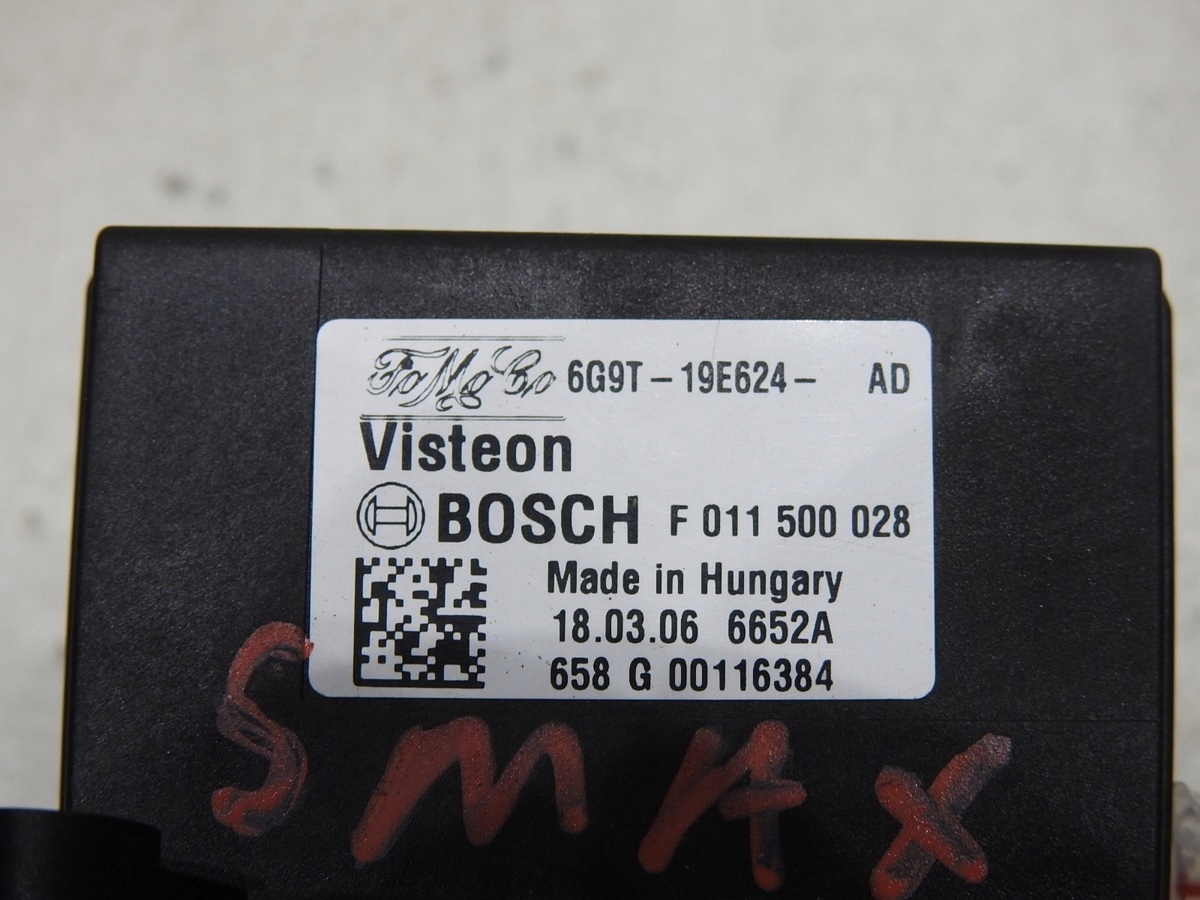 FoMoCo 6G9T - 19E624 - AD
Visteon
BOSCH F 011 500 028
Made in Hungary
18.03.06 6652A
658 G 00116384
SMAX